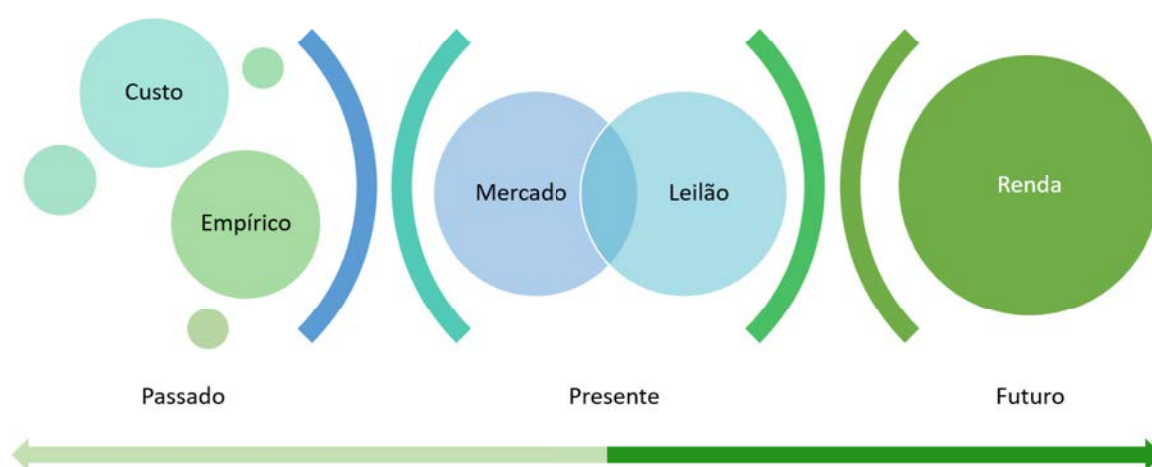 Custo
Empírico
Mercado
Leilão
Renda
Passado
Presente
Futuro